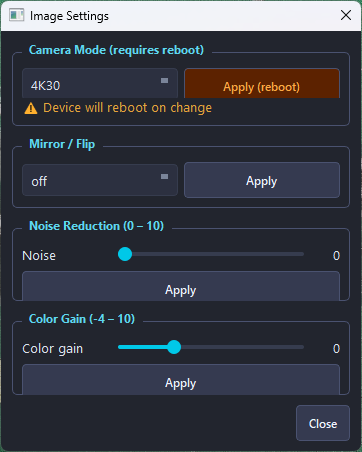 Image Settings
Camera Mode (requires reboot)
4K30
Apply (reboot)
⚠ Device will reboot on change
Mirror / Flip
off
Apply
Noise Reduction (0 – 10)
Noise 0
Apply
Color Gain (-4 – 10)
Color gain 0
Apply
Close